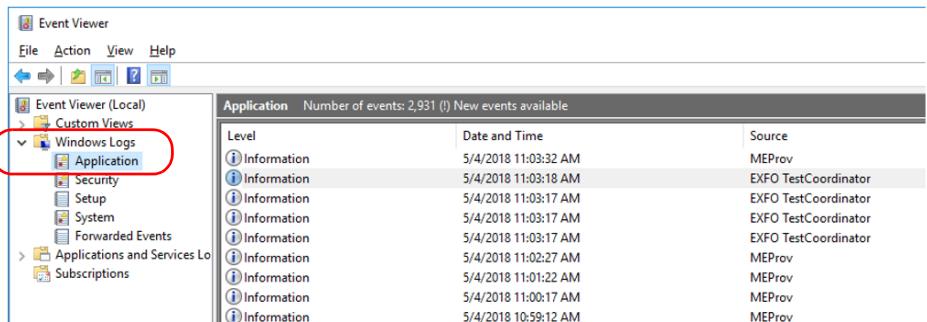 Event Viewer
File Action View Help
Event Viewer (Local)
Custom Views
Windows Logs
Application
Security
Setup
System
Forwarded Events
Applications and Services Lo
Subscriptions
Application Number of events: 2,931 (!) New events available
Level Date and Time Source
Information 5/4/2018 11:03:32 AM MEProv
Information 5/4/2018 11:03:18 AM EXFO TestCoordinator
Information 5/4/2018 11:03:17 AM EXFO TestCoordinator
Information 5/4/2018 11:03:17 AM EXFO TestCoordinator
Information 5/4/2018 11:03:17 AM EXFO TestCoordinator
Information 5/4/2018 11:02:27 AM MEProv
Information 5/4/2018 11:01:22 AM MEProv
Information 5/4/2018 11:00:17 AM MEProv
Information 5/4/2018 10:59:12 AM MEProv